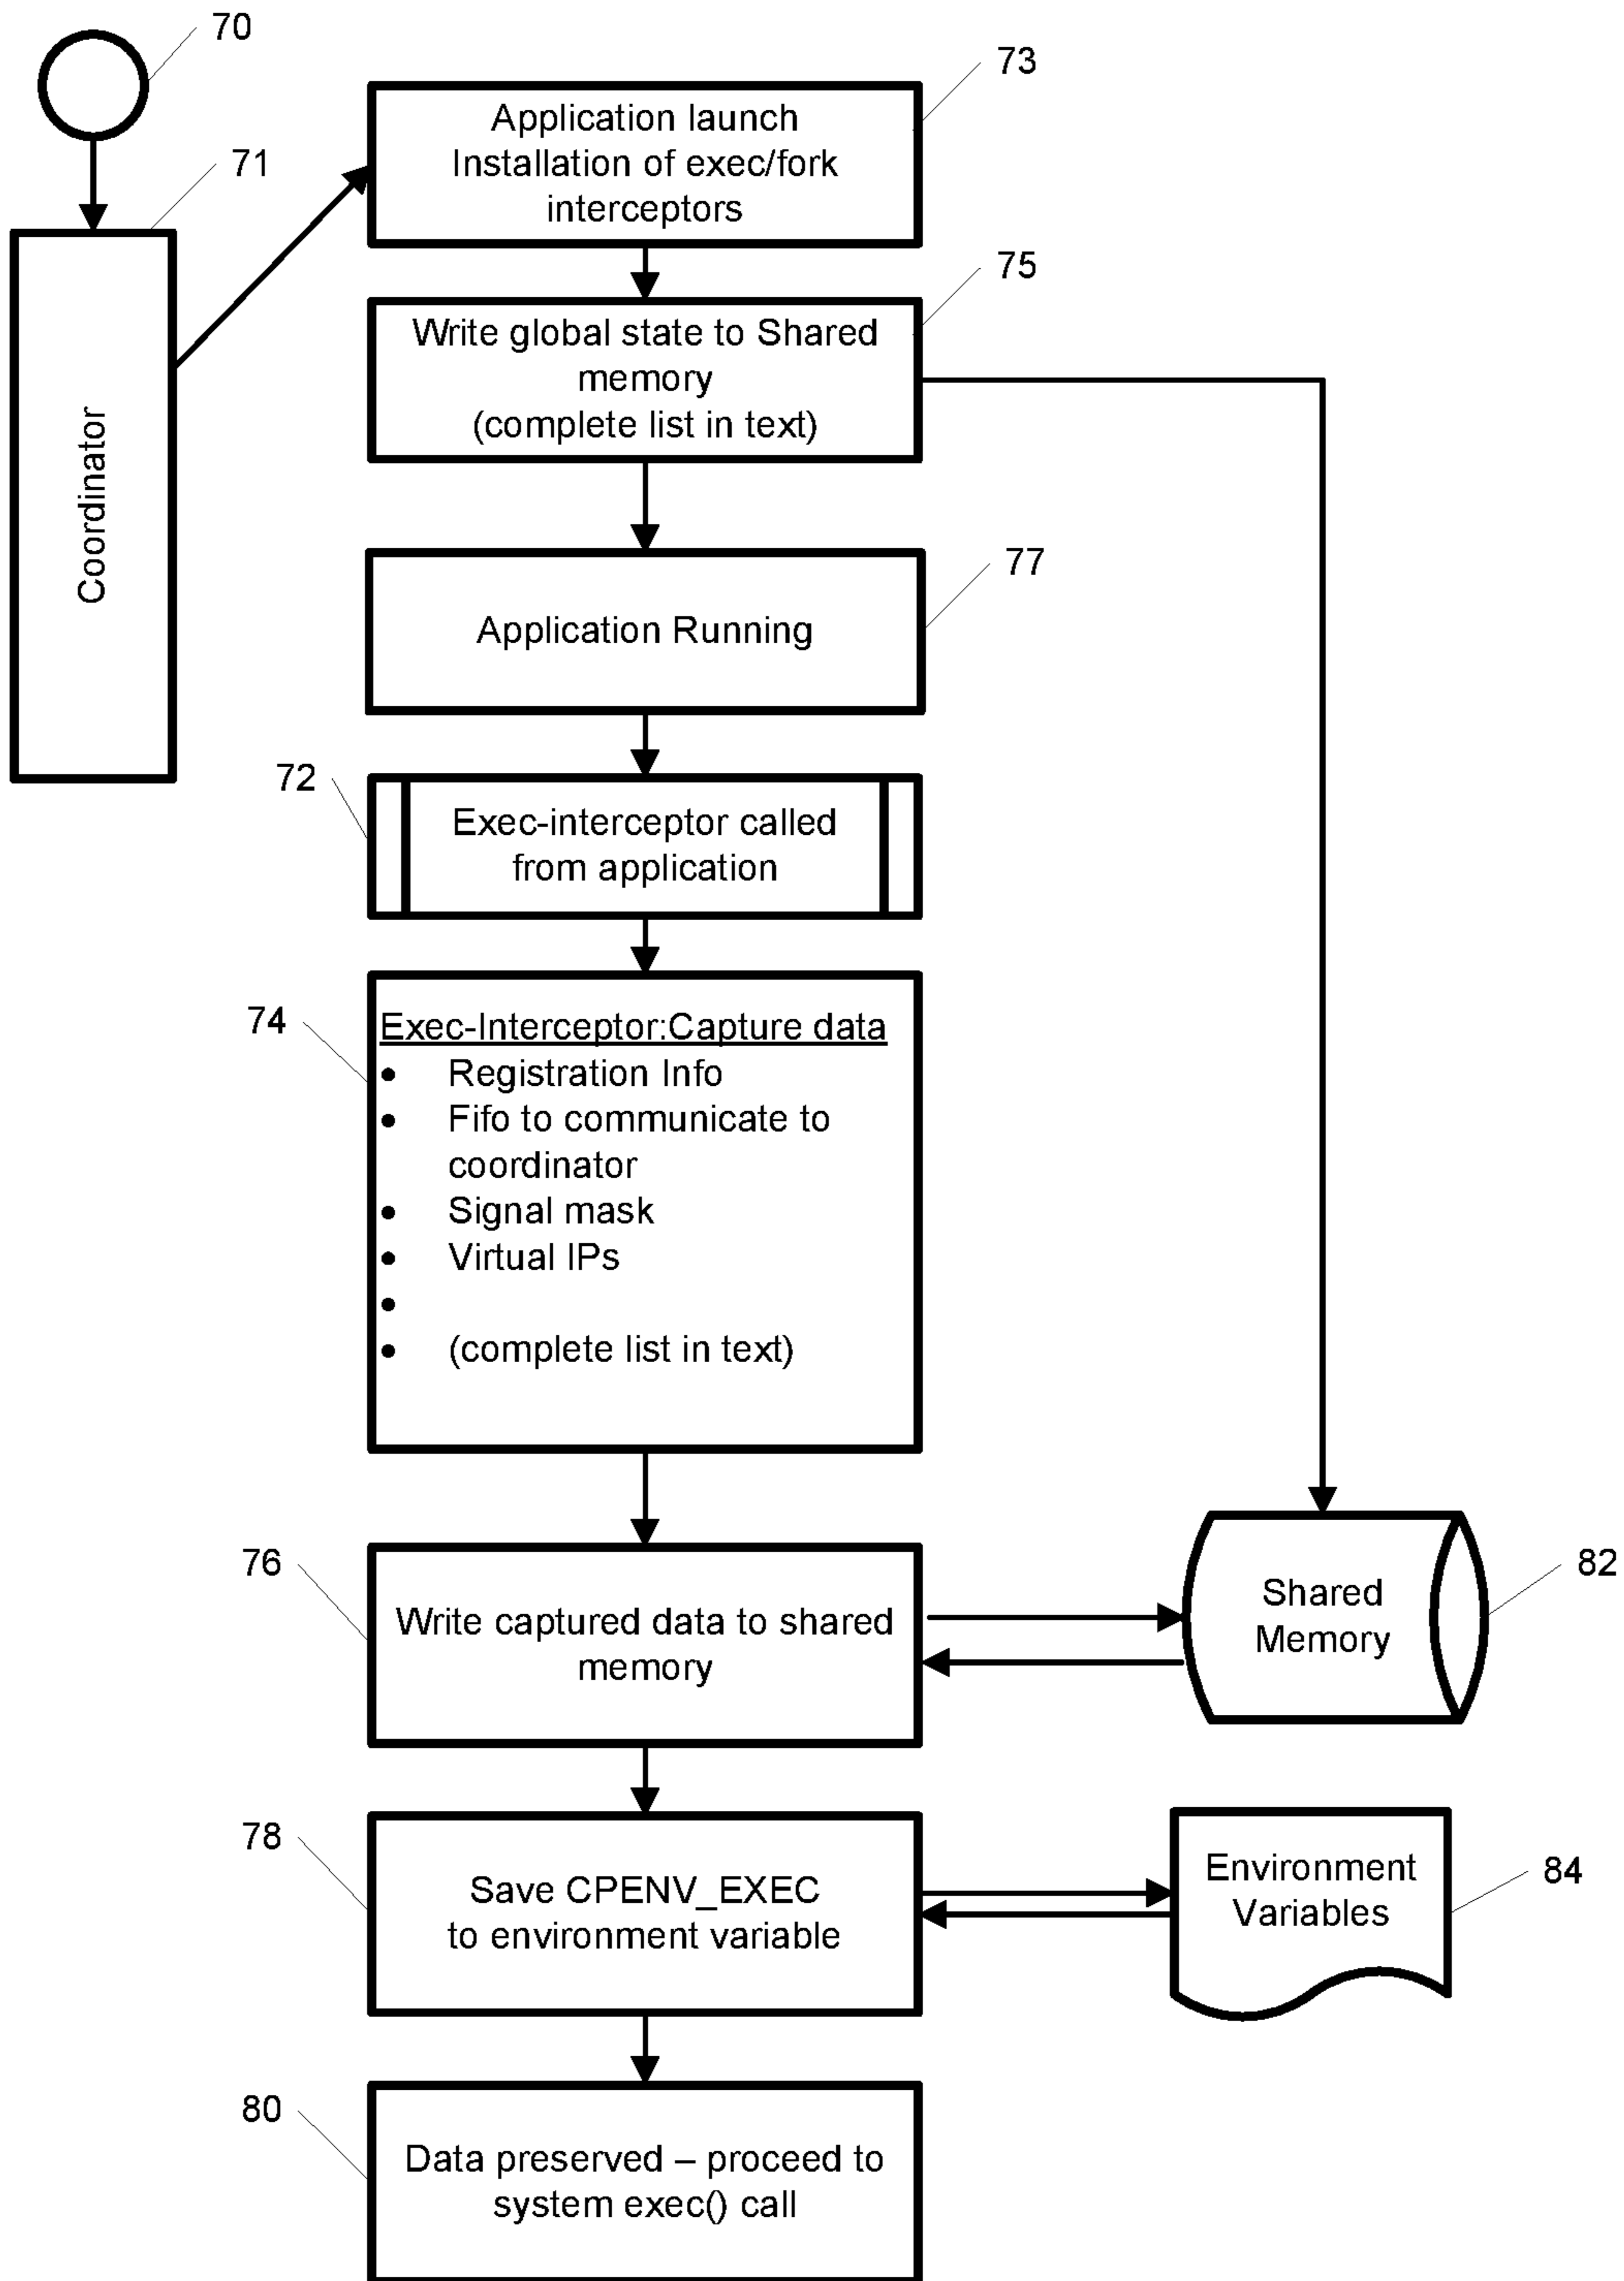 70
71
Coordinator
73
Application launch
Installation of exec/fork
interceptors
75
Write global state to Shared
memory
(complete list in text)
77
Application Running
72
Exec-interceptor called
from application
74
Exec-Interceptor:Capture data
• Registration Info
• Fifo to communicate to
coordinator
• Signal mask
• Virtual IPs
•
• (complete list in text)
76
Write captured data to shared
memory
82
Shared
Memory
78
Save CPENV_EXEC
to environment variable
84
Environment
Variables
80
Data preserved – proceed to
system exec() call